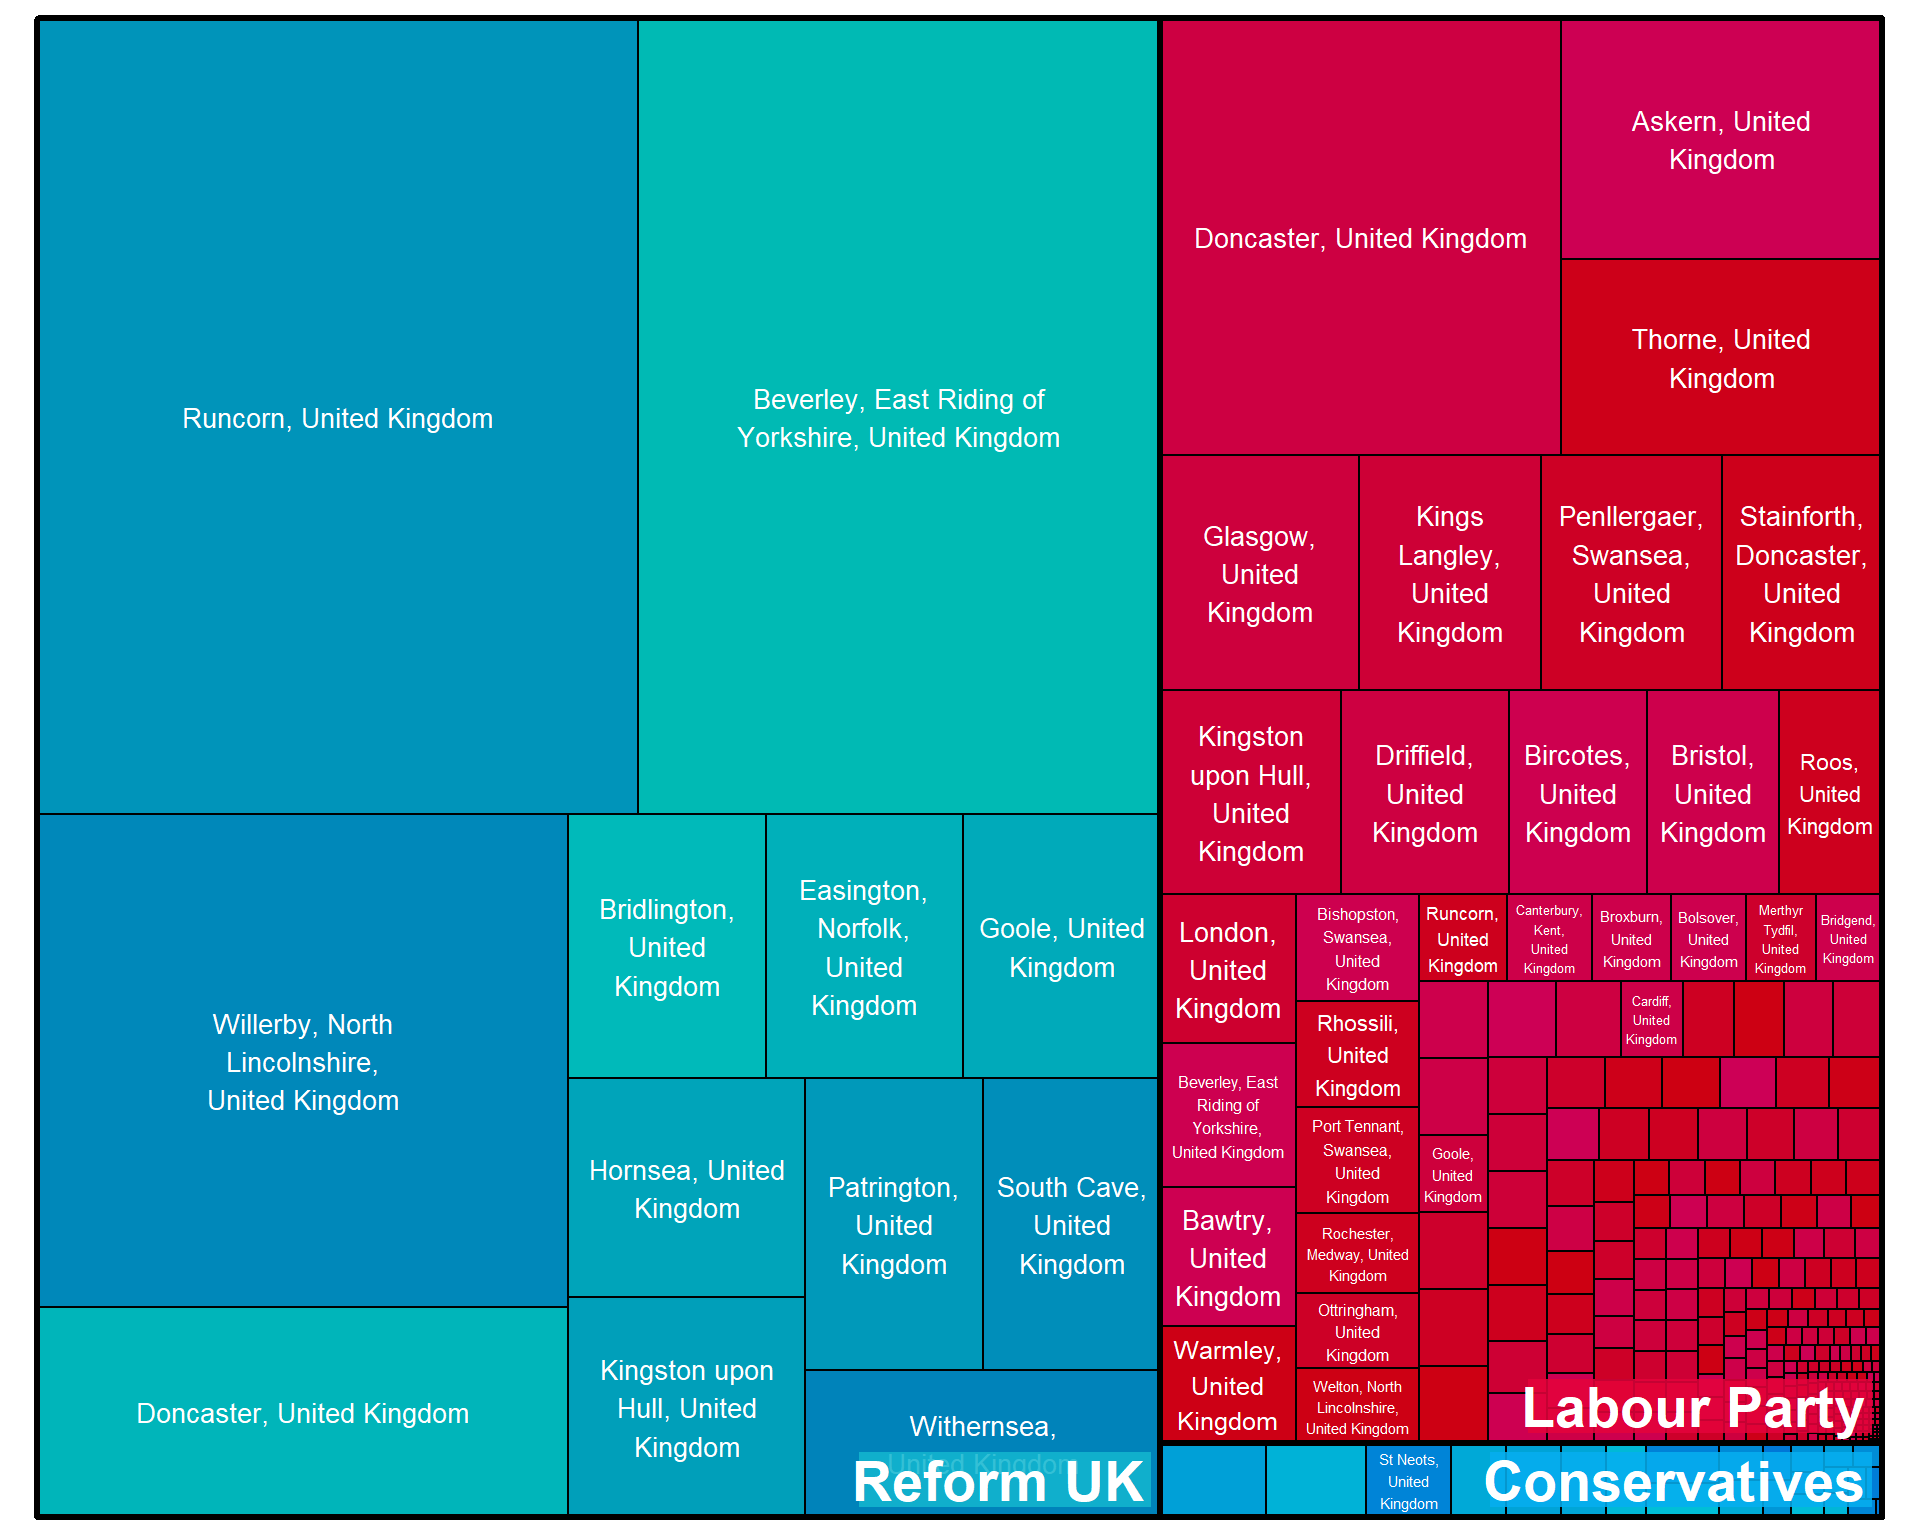 Runcorn, United Kingdom
Beverley, East Riding of
Yorkshire, United Kingdom
Willerby, North
Lincolnshire,
United Kingdom
Doncaster, United Kingdom
Bridlington,
United
Kingdom
Easington,
Norfolk,
United
Kingdom
Goole, United
Kingdom
Hornsea, United
Kingdom
Kingston upon
Hull, United
Kingdom
Patrington,
United
Kingdom
South Cave,
United
Kingdom
Withernsea,
United Kingdom
Reform UK
Doncaster, United Kingdom
Askern, United
Kingdom
Thorne, United
Kingdom
Glasgow,
United
Kingdom
Kings
Langley,
United
Kingdom
Penllergaer,
Swansea,
United
Kingdom
Stainforth,
Doncaster,
United
Kingdom
Kingston
upon Hull,
United
Kingdom
Driffield,
United
Kingdom
Bircotes,
United
Kingdom
Bristol,
United
Kingdom
Roos,
United
Kingdom
London,
United
Kingdom
Beverley, East
Riding of
Yorkshire,
United Kingdom
Bawtry,
United
Kingdom
Warmley,
United
Kingdom
Bishopston,
Swansea,
United
Kingdom
Rhossili,
United
Kingdom
Port Tennant,
Swansea,
United
Kingdom
Rochester,
Medway, United
Kingdom
Ottringham,
United
Kingdom
Welton, North
Lincolnshire,
United Kingdom
Runcorn,
United
Kingdom
Canterbury,
Kent,
United
Kingdom
Broxburn,
United
Kingdom
Bolsover,
United
Kingdom
Merthyr
Tydfil,
United
Kingdom
Bridgend,
United
Kingdom
Cardiff,
United
Kingdom
Goole,
United
Kingdom
Labour Party
St Neots,
United
Kingdom
Conservatives